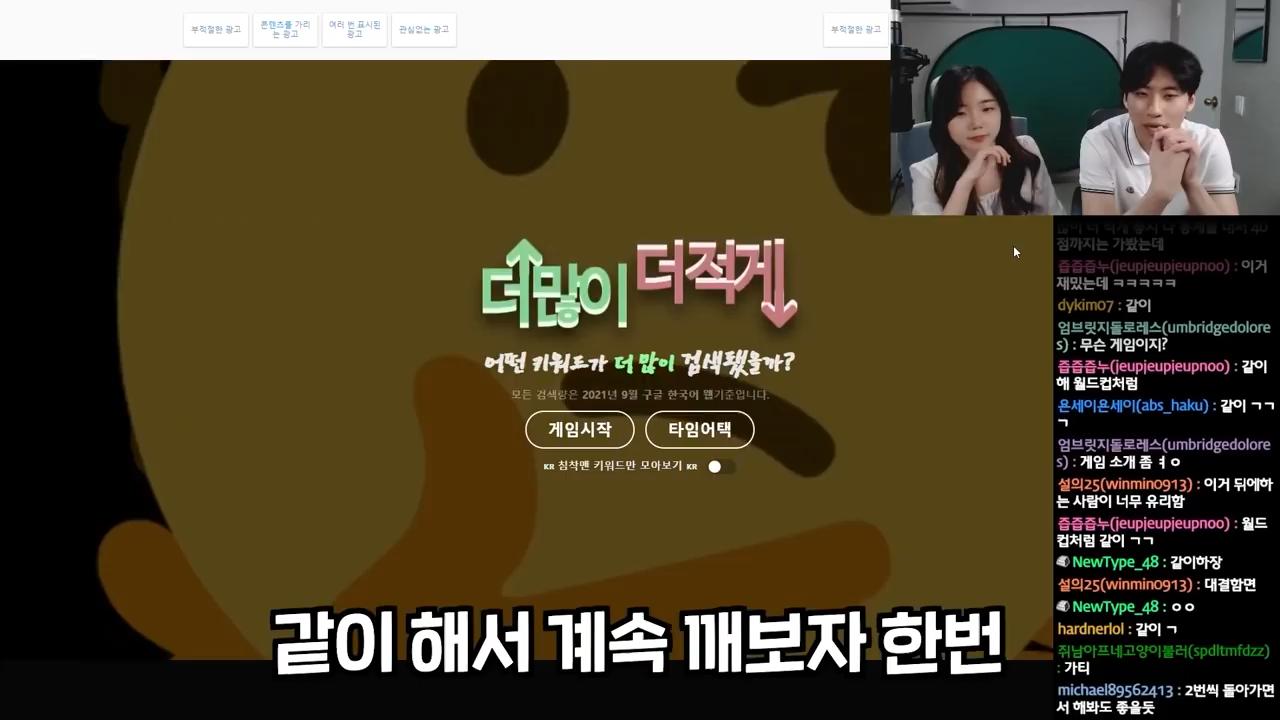 부적절한 광고
콘텐츠를 가리
는 광고
여러 번 표시된
광고
관심없는 광고
부적절한 광고
더많이 더적게
어떤 키워드가 더 많이 검색됐을까?
모든 검색량은 2021년 9월 구글 한국어 웹기준입니다.
게임시작
타임어택
KR 침착맨 키워드만 모아보기 KR
같이 해서 계속 깨보자 한번
점까지는 가봤는데
즙즙즙누(jeupjeupjeupnoo) : 이거
재밌는데 ㅋㅋㅋㅋㅋ
dykim07 : 같이
엄브릿지돌로레스(umbridgedolore
s) : 무슨 게임이지?
즙즙즙누(jeupjeupjeupnoo) : 같이
해 월드컵처럼
욘세이욘세이(abs_haku) : 같이 ㄱㄱ
ㄱ
엄브릿지돌로레스(umbridgedolore
s) : 게임 소개 좀 ㅕㅇ
설의25(winmin0913) : 이거 뒤에하
는 사람이 너무 유리함
즙즙즙누(jeupjeupjeupnoo) : 월드
컵처럼 같이 ㄱㄱ
NewType_48 : 같이하장
설의25(winmin0913) : 대결함면
NewType_48 : ㅇㅇ
hardnerlol : 같이 ㄱ
쥐남아프네고양이불러(spdltmfdzz)
: 가티
michael89562413 : 2번씩 돌아가면
서 해봐도 좋을듯